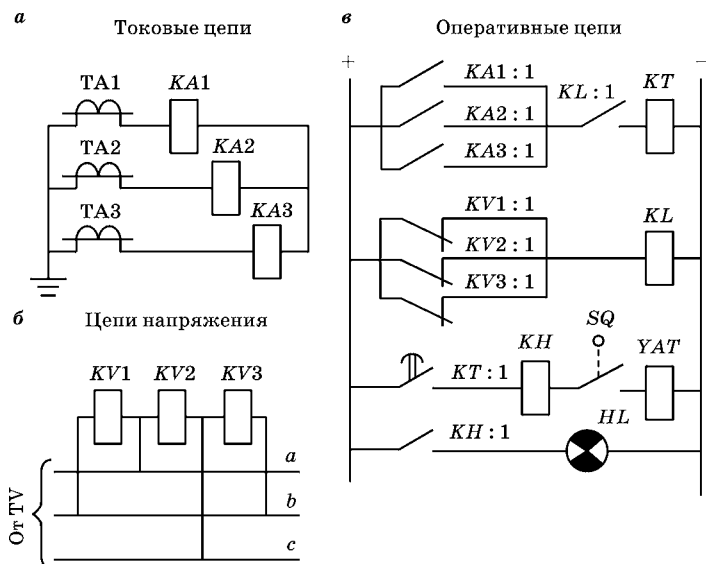 а
Токовые цепи
TA1
KA1
TA2
KA2
TA3
KA3
б
Цепи напряжения
KV1 KV2 KV3
a
b
c
От TV
в
Оперативные цепи
+ −
KA1 : 1
KL : 1
KT
KA2 : 1
KA3 : 1
KV1 : 1
KL
KV2 : 1
KV3 : 1
SQ
KH
YAT
KT : 1
HL
KH : 1